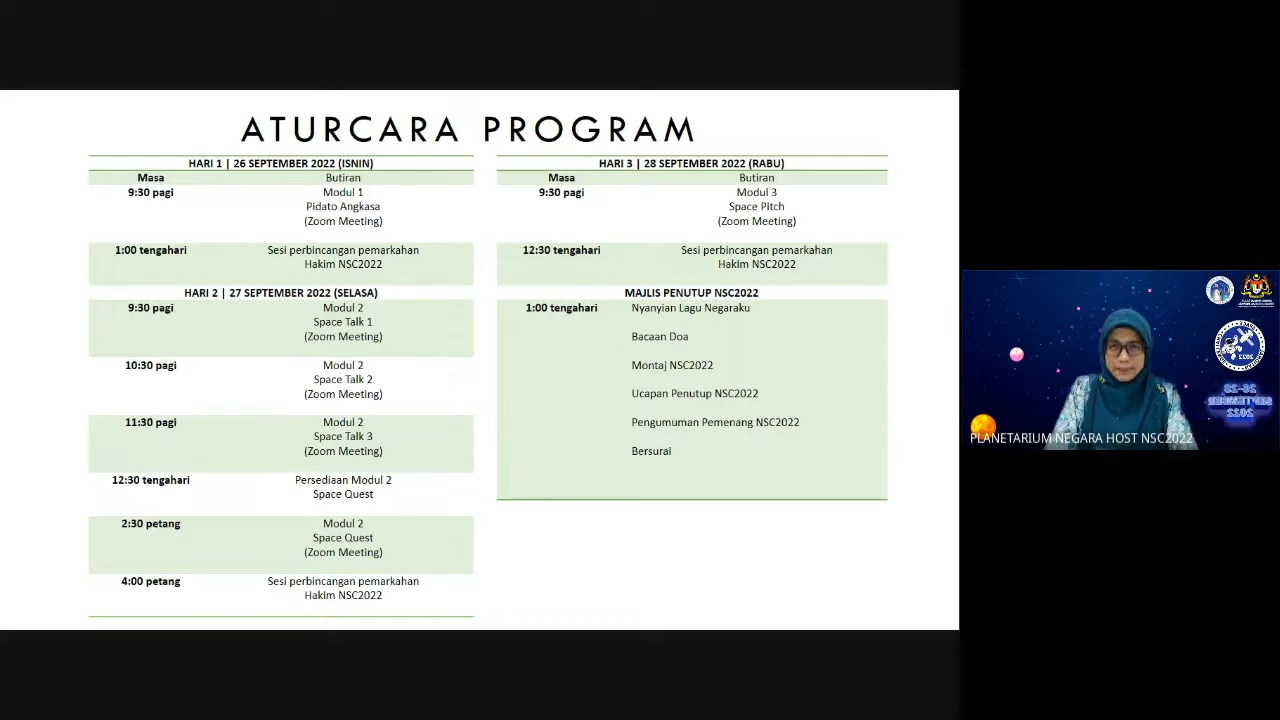 ATURCARA PROGRAM
HARI 1 | 26 SEPTEMBER 2022 (ISNIN)
Masa Butiran
9:30 pagi Modul 1
Pidato Angkasa
(Zoom Meeting)
1:00 tengahari Sesi perbincangan pemarkahan
Hakim NSC2022
HARI 2 | 27 SEPTEMBER 2022 (SELASA)
9:30 pagi Modul 2
Space Talk 1
(Zoom Meeting)
10:30 pagi Modul 2
Space Talk 2
(Zoom Meeting)
11:30 pagi Modul 2
Space Talk 3
(Zoom Meeting)
12:30 tengahari Persediaan Modul 2
Space Quest
2:30 petang Modul 2
Space Quest
(Zoom Meeting)
4:00 petang Sesi perbincangan pemarkahan
Hakim NSC2022
HARI 3 | 28 SEPTEMBER 2022 (RABU)
Masa Butiran
9:30 pagi Modul 3
Space Pitch
(Zoom Meeting)
12:30 tengahari Sesi perbincangan pemarkahan
Hakim NSC2022
MAJLIS PENUTUP NSC2022
1:00 tengahari Nyanyian Lagu Negaraku
Bacaan Doa
Montaj NSC2022
Ucapan Penutup NSC2022
Pengumuman Pemenang NSC2022
Bersurai
26-28
SEPTEMBER
2022
PLANETARIUM NEGARA HOST NSC2022